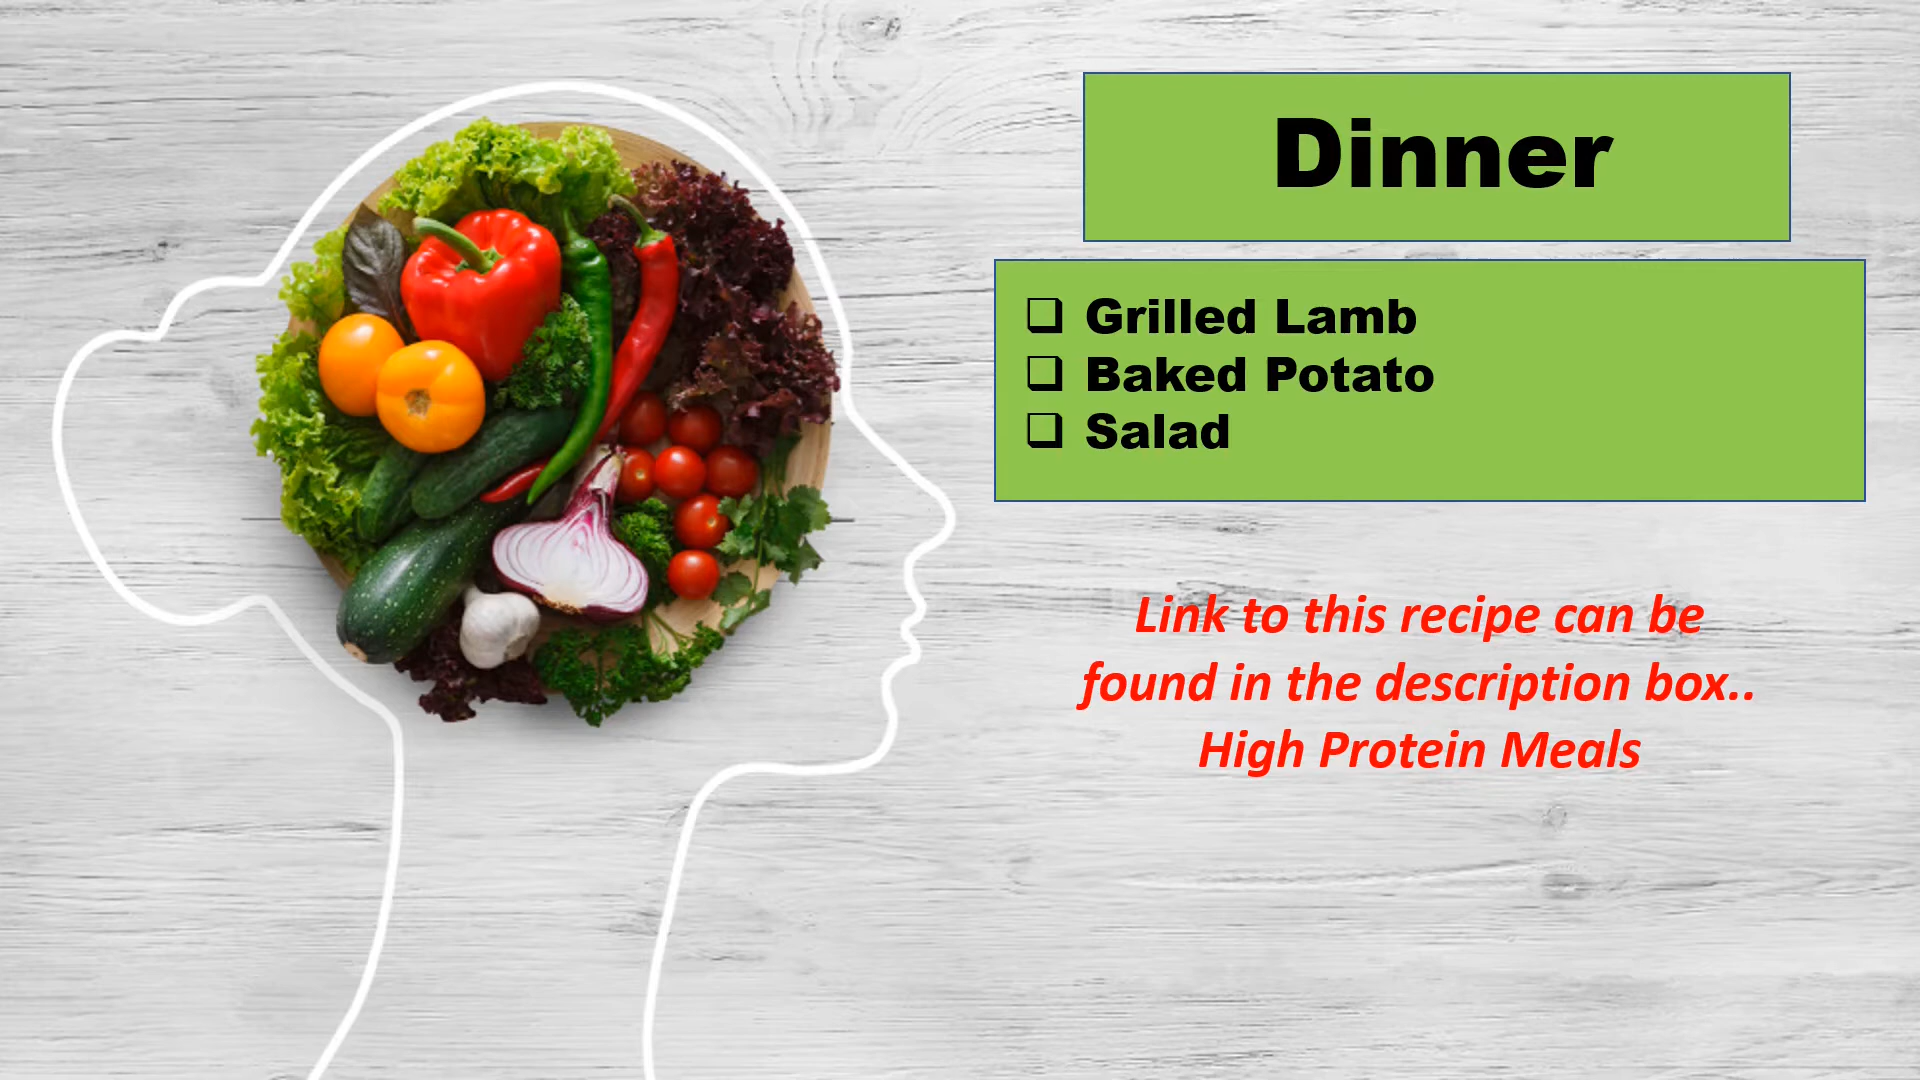 Dinner
❑ Grilled Lamb
❑ Baked Potato
❑ Salad
Link to this recipe can be
found in the description box..
High Protein Meals